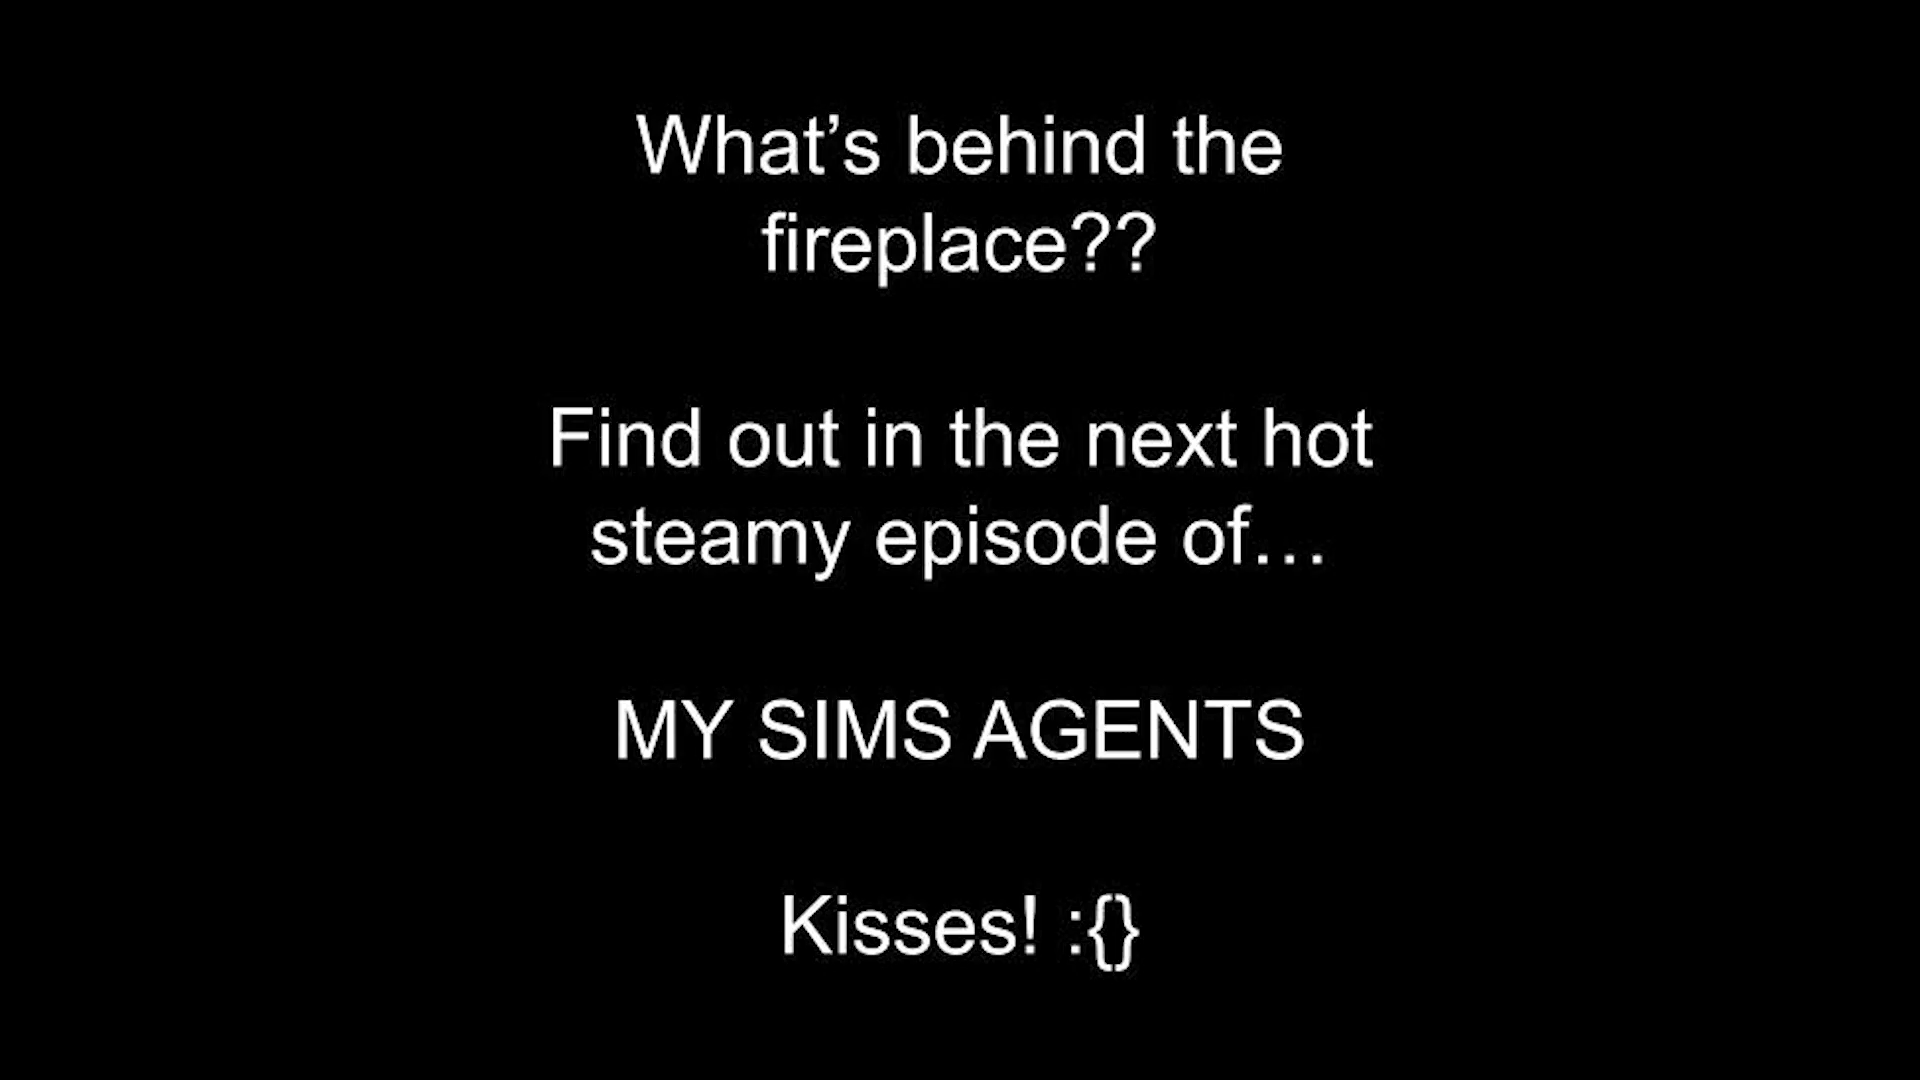 What’s behind the
fireplace??
Find out in the next hot
steamy episode of…
MY SIMS AGENTS
Kisses! :{}